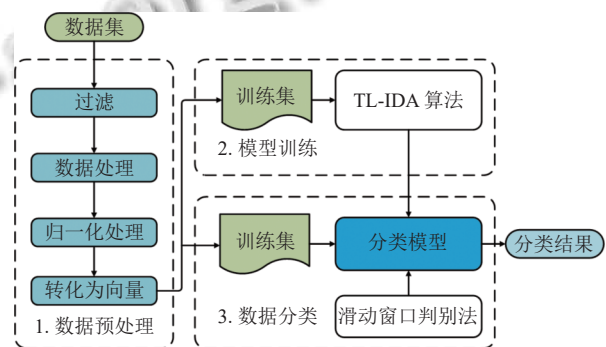 数据集
过滤
数据处理
归一化处理
转化为向量
1. 数据预处理
训练集
TL-IDA 算法
2. 模型训练
训练集
分类模型
分类结果
3. 数据分类
滑动窗口判别法